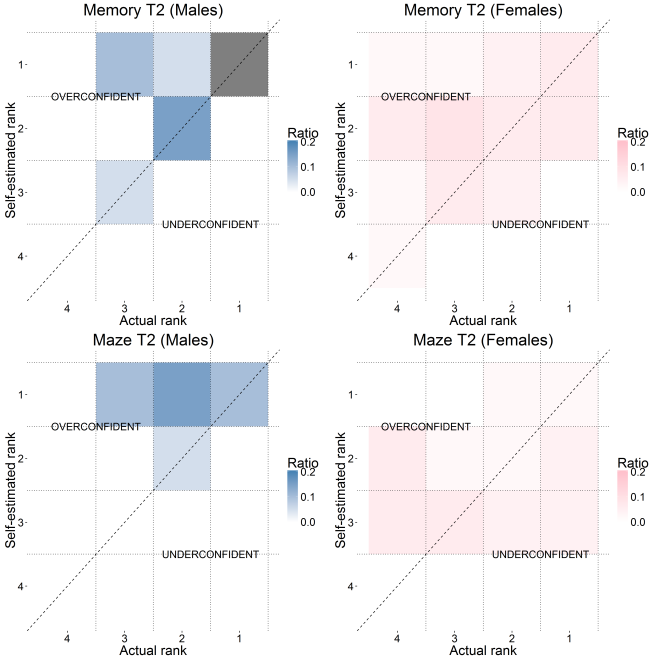 Memory T2 (Males)
Self-estimated rank
1
2
3
4
OVERCONFIDENT
UNDERCONFIDENT
Ratio
0.2
0.1
0.0
4 3 2 1
Actual rank
Memory T2 (Females)
Self-estimated rank
1
2
3
4
OVERCONFIDENT
UNDERCONFIDENT
Ratio
0.2
0.1
0.0
4 3 2 1
Actual rank
Maze T2 (Males)
Self-estimated rank
1
2
3
4
OVERCONFIDENT
UNDERCONFIDENT
Ratio
0.2
0.1
0.0
4 3 2 1
Actual rank
Maze T2 (Females)
Self-estimated rank
1
2
3
4
OVERCONFIDENT
UNDERCONFIDENT
Ratio
0.2
0.1
0.0
4 3 2 1
Actual rank